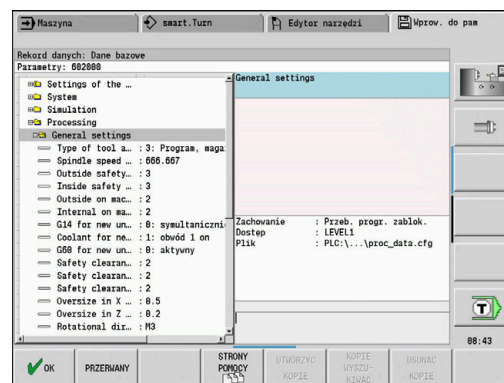 Maszyna
smart.Turn
Edytor narzędzi
Wprow. do pam
Rekord danych: Dane bazowe
Parametry: 602000
Settings of the …
System
Simulation
Processing
General settings
Type of tool a… : 3: Program, maga
Spindle speed … : 666.667
Outside safety… : 3
Inside safety … : 3
Outside on mac… : 2
Internal on ma… : 2
G14 for new un… : 0: symultaniczni
Coolant for ne… : 1: obwód 1 on
G60 for new un… : 0: aktywny
Safety clearan… : 2
Safety clearan… : 2
Safety clearan… : 2
Oversize in X … : 0.5
Oversize in Z … : 0.2
Rotational dir… : M3
General settings
Zachowanie : Przeb. progr. zablok.
Dostęp : LEVEL1
Plik : PLC:\...\proc_data.cfg
T
08:43
OK
PRZERWANY
STRONY POMOCY
UTWORZYC KOPIE
KOPIE WYSZU- KIWAC
USUNAC KOPIE